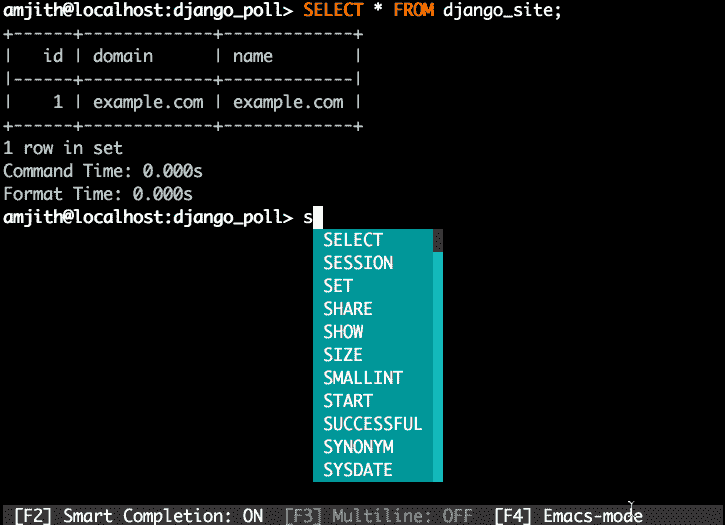 amjith@localhost:django_poll> SELECT * FROM django_site;
+------+-------------+-------------+
|   id | domain      | name        |
|------+-------------+-------------|
|    1 | example.com | example.com |
+------+-------------+-------------+
1 row in set
Command Time: 0.000s
Format Time: 0.000s
amjith@localhost:django_poll> s
SELECT
SESSION
SET
SHARE
SHOW
SIZE
SMALLINT
START
SUCCESSFUL
SYNONYM
SYSDATE
[F2] Smart Completion: ON  [F3] Multiline: OFF  [F4] Emacs-mode